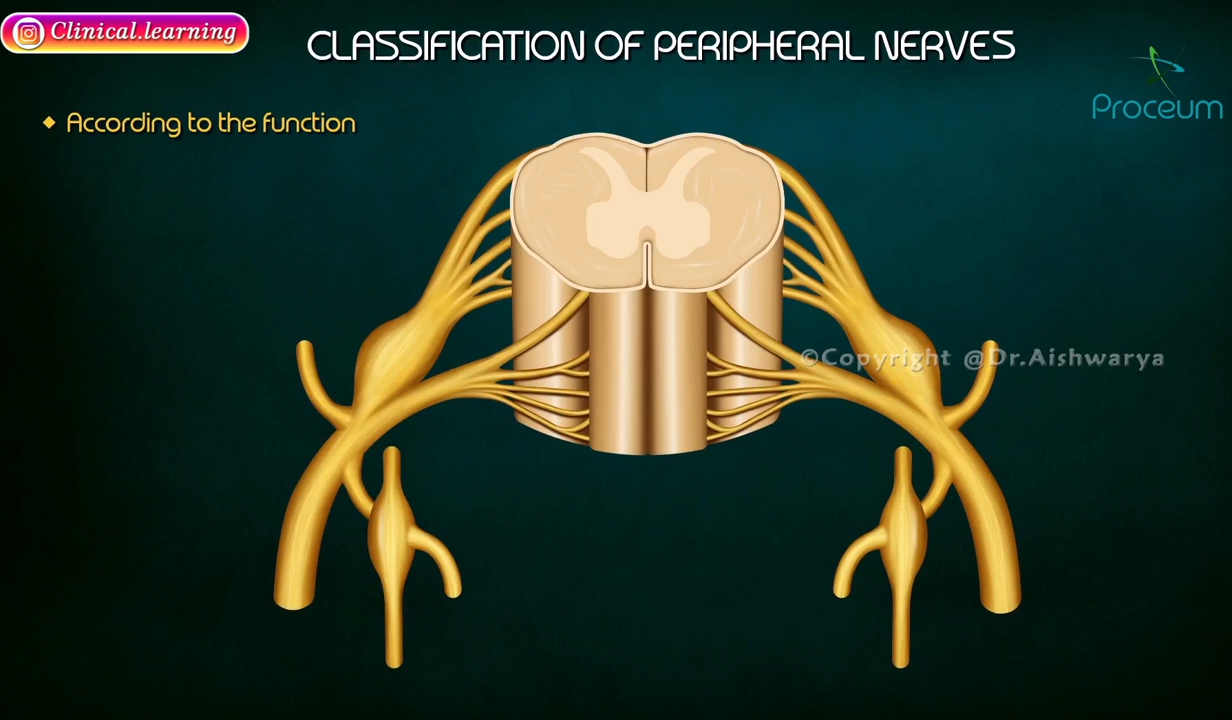 Clinical.learning
CLASSIFICATION OF PERIPHERAL NERVES
Proceum
According to the function
©Copyright @Dr.Aishwarya